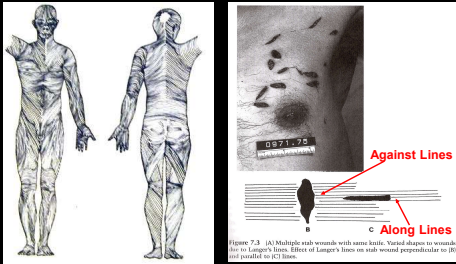 0971.75
Against Lines
B
C
Along Lines
Figure 7.3 (A) Multiple stab wounds with same knife. Varied shapes to wounds
due to Langer's lines. Effect of Langer's lines on stab wound perpendicular to (B)
and parallel to (C) lines.